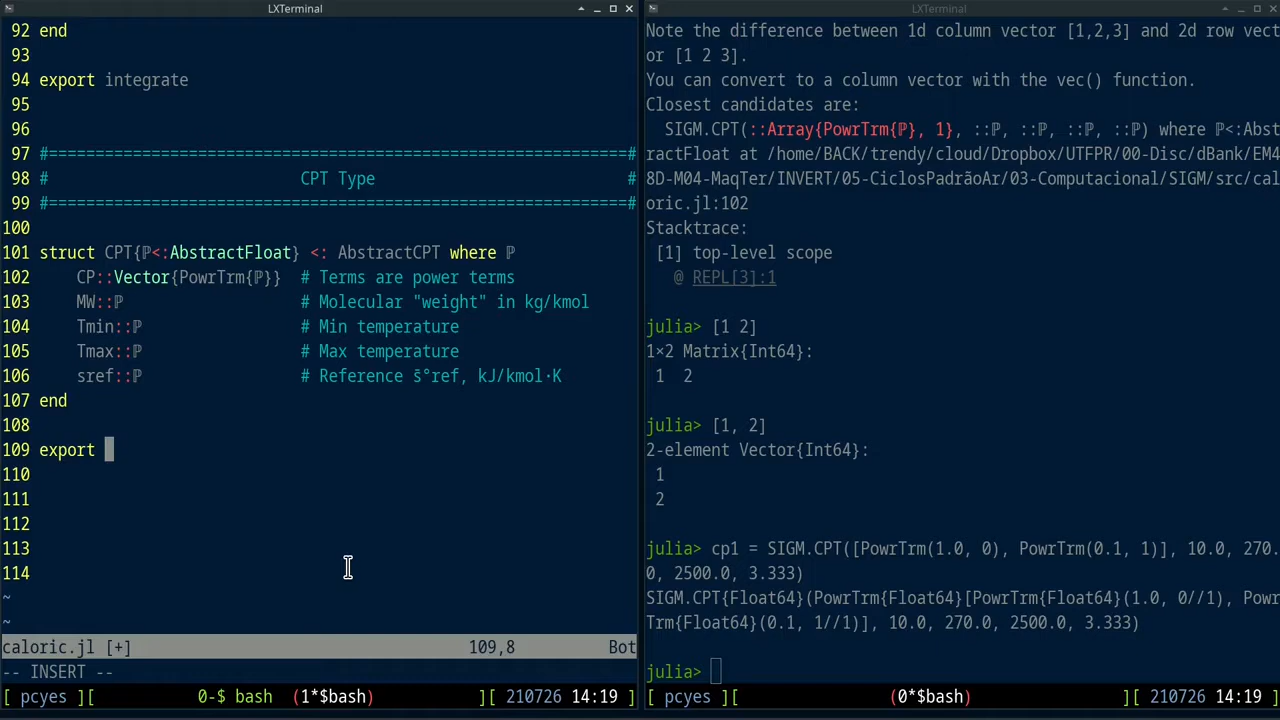 LXTerminal
92 end
93
94 export integrate
95
96
97 #==============================================================#
98 #                           CPT Type                           #
99 #==============================================================#
100
101 struct CPT{ℙ<:AbstractFloat} <: AbstractCPT where ℙ
102     CP::Vector{PowrTrm{ℙ}}  # Terms are power terms
103     MW::ℙ                   # Molecular "weight" in kg/kmol
104     Tmin::ℙ                 # Min temperature
105     Tmax::ℙ                 # Max temperature
106     sref::ℙ                 # Reference s̄°ref, kJ/kmol⋅K
107 end
108
109 export
110
111
112
113
114
~
~
caloric.jl [+]                                        109,8          Bot
-- INSERT --
[ pcyes ][           0-$ bash  (1*$bash)            ][ 210726 14:19 ]
LXTerminal
Note the difference between 1d column vector [1,2,3] and 2d row vect
or [1 2 3].
You can convert to a column vector with the vec() function.
Closest candidates are:
  SIGM.CPT(::Array{PowrTrm{ℙ}, 1}, ::ℙ, ::ℙ, ::ℙ, ::ℙ) where ℙ<:Abst
ractFloat at /home/BACK/trendy/cloud/Dropbox/UTFPR/00-Disc/dBank/EM4
8D-M04-MaqTer/INVERT/05-CiclosPadrãoAr/03-Computacional/SIGM/src/cal
oric.jl:102
Stacktrace:
 [1] top-level scope
   @ REPL[3]:1
julia> [1 2]
1×2 Matrix{Int64}:
 1  2
julia> [1, 2]
2-element Vector{Int64}:
 1
 2
julia> cp1 = SIGM.CPT([PowrTrm(1.0, 0), PowrTrm(0.1, 1)], 10.0, 270.
0, 2500.0, 3.333)
SIGM.CPT{Float64}(PowrTrm{Float64}[PowrTrm{Float64}(1.0, 0//1), Powr
Trm{Float64}(0.1, 1//1)], 10.0, 270.0, 2500.0, 3.333)
julia>
[ pcyes ][                (0*$bash)                 ][ 210726 14:19 ]